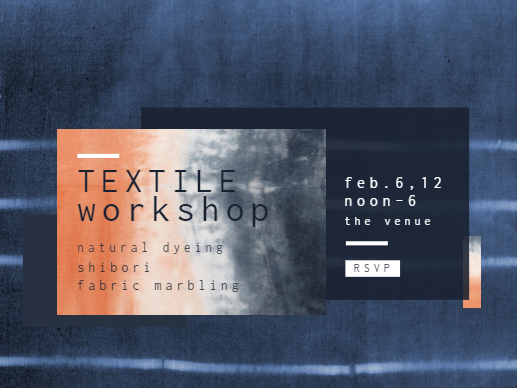 TEXTILE
workshop
natural dyeing
shibori
fabric marbling
feb.6,12
noon-6
the venue
RSVP